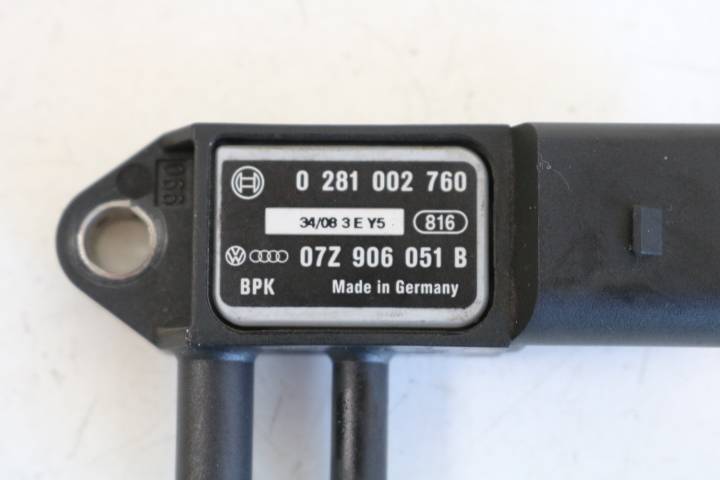 0 281 002 760
34/08 3 E Y5 816
07Z 906 051 B
BPK Made in Germany